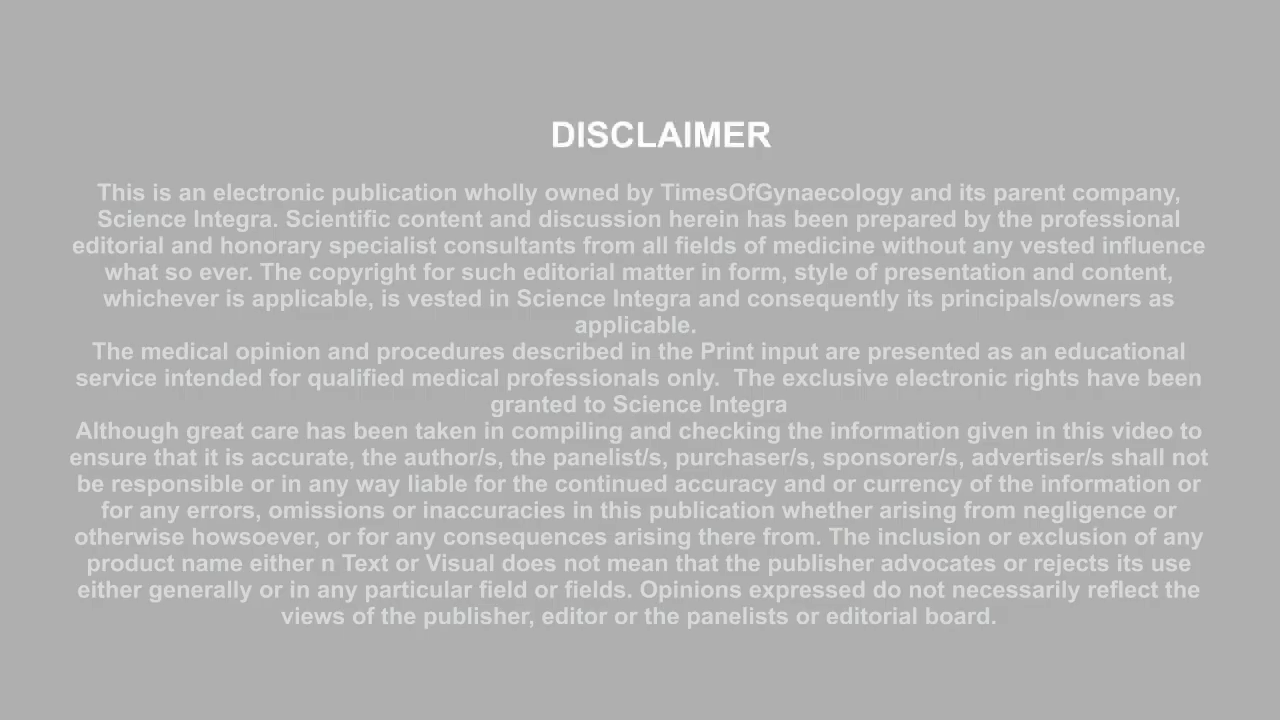 DISCLAIMER
This is an electronic publication wholly owned by TimesOfGynaecology and its parent company,
Science Integra. Scientific content and discussion herein has been prepared by the professional
editorial and honorary specialist consultants from all fields of medicine without any vested influence
what so ever. The copyright for such editorial matter in form, style of presentation and content,
whichever is applicable, is vested in Science Integra and consequently its principals/owners as
applicable.
The medical opinion and procedures described in the Print input are presented as an educational
service intended for qualified medical professionals only.  The exclusive electronic rights have been
granted to Science Integra
Although great care has been taken in compiling and checking the information given in this video to
ensure that it is accurate, the author/s, the panelist/s, purchaser/s, sponsorer/s, advertiser/s shall not
be responsible or in any way liable for the continued accuracy and or currency of the information or
for any errors, omissions or inaccuracies in this publication whether arising from negligence or
otherwise howsoever, or for any consequences arising there from. The inclusion or exclusion of any
product name either n Text or Visual does not mean that the publisher advocates or rejects its use
either generally or in any particular field or fields. Opinions expressed do not necessarily reflect the
views of the publisher, editor or the panelists or editorial board.